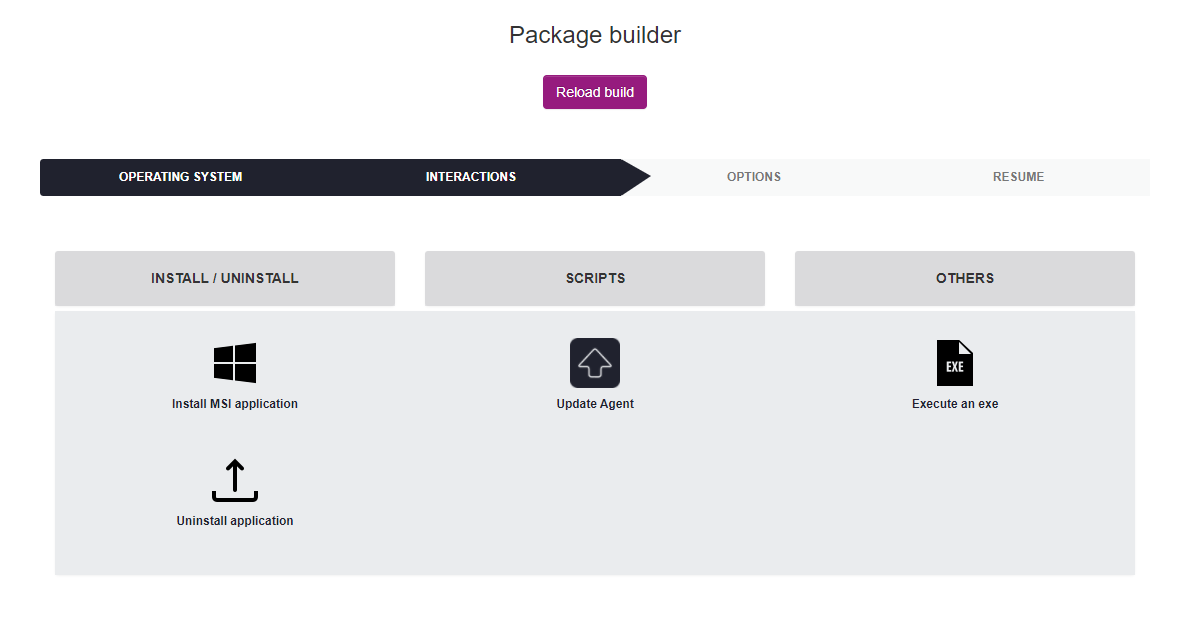 Package builder
Reload build
OPERATING SYSTEM
INTERACTIONS
OPTIONS
RESUME
INSTALL / UNINSTALL
SCRIPTS
OTHERS
EXE
Install MSI application
Update Agent
Execute an exe
Uninstall application